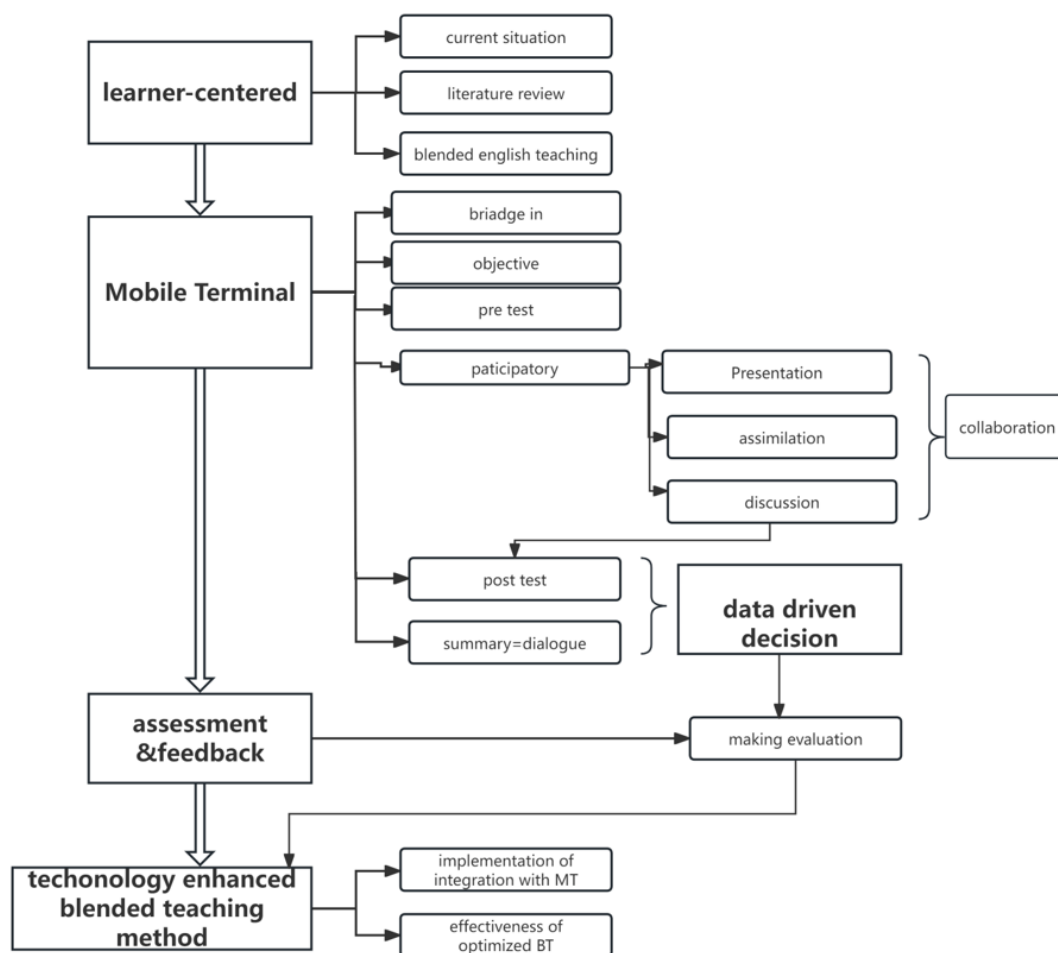 learner-centered
current situation
literature review
blended english teaching
Mobile Terminal
briadge in
objective
pre test
paticipatory
Presentation
assimilation
discussion
collaboration
post test
summary=dialogue
data driven
decision
assessment
&feedback
making evaluation
techonology enhanced
blended teaching
method
implementation of
integration with MT
effectiveness of
optimized BT